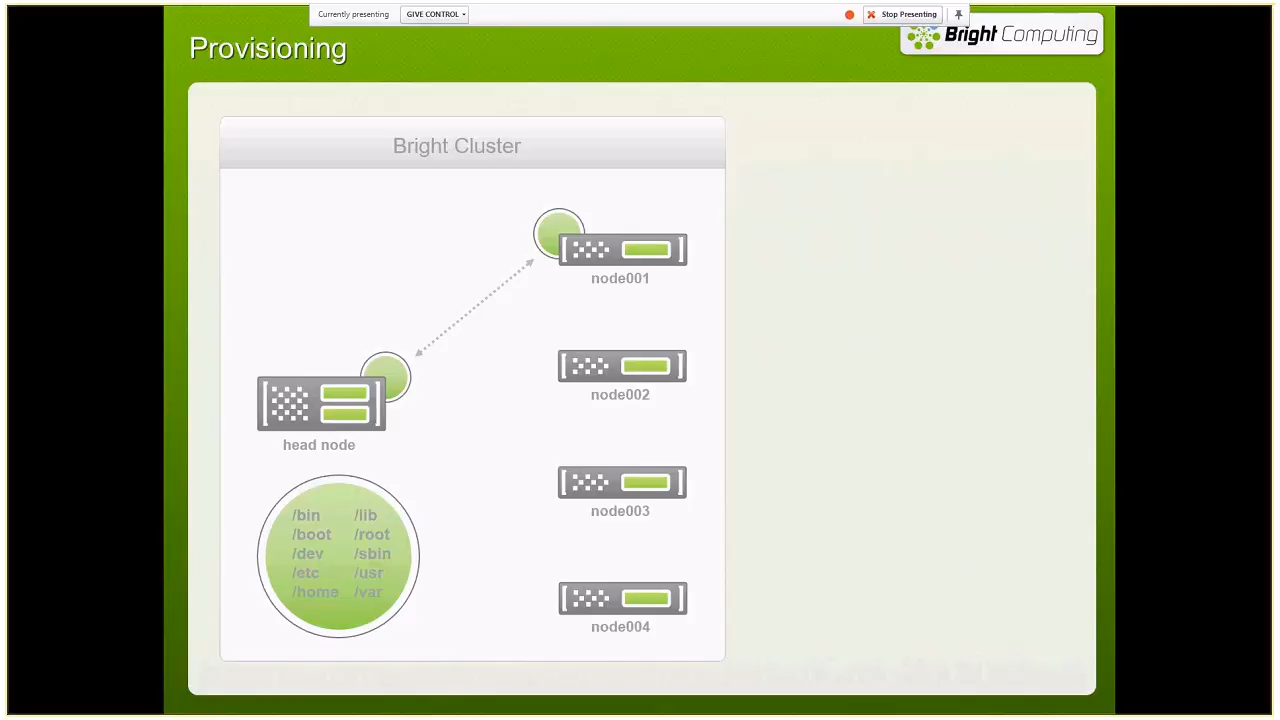 Currently presenting GIVE CONTROL Stop Presenting
Provisioning
Bright Computing
Bright Cluster
node001
node002
head node
/bin /lib
/boot /root
/dev /sbin
/etc /usr
/home /var
node003
node004